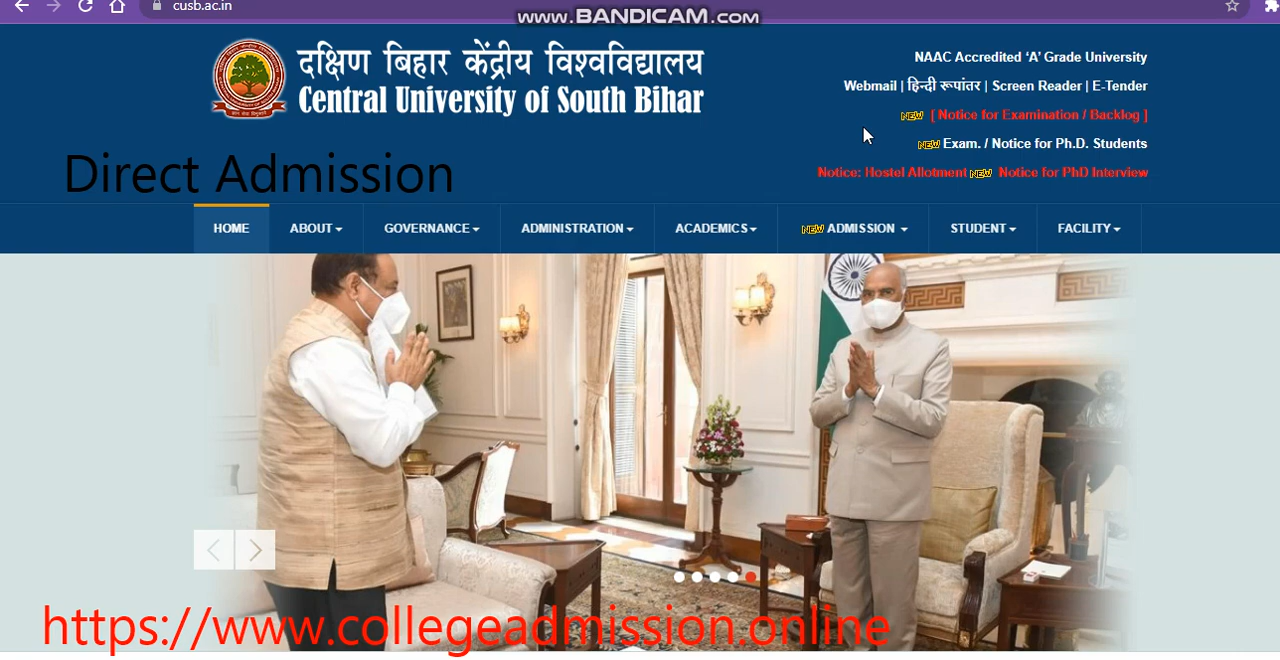 cusb.ac.in
www.BANDICAM.com
दक्षिण बिहार केंद्रीय विश्वविद्यालय
Central University of South Bihar
NAAC Accredited ‘A’ Grade University
Webmail | हिन्दी रूपांतर | Screen Reader | E-Tender
NEW [ Notice for Examination / Backlog ]
NEW Exam. / Notice for Ph.D. Students
Notice: Hostel Allotment NEW Notice for PhD Interview
Direct Admission
HOME ABOUT GOVERNANCE ADMINISTRATION ACADEMICS NEW ADMISSION STUDENT FACILITY
https://www.collegeadmission.online